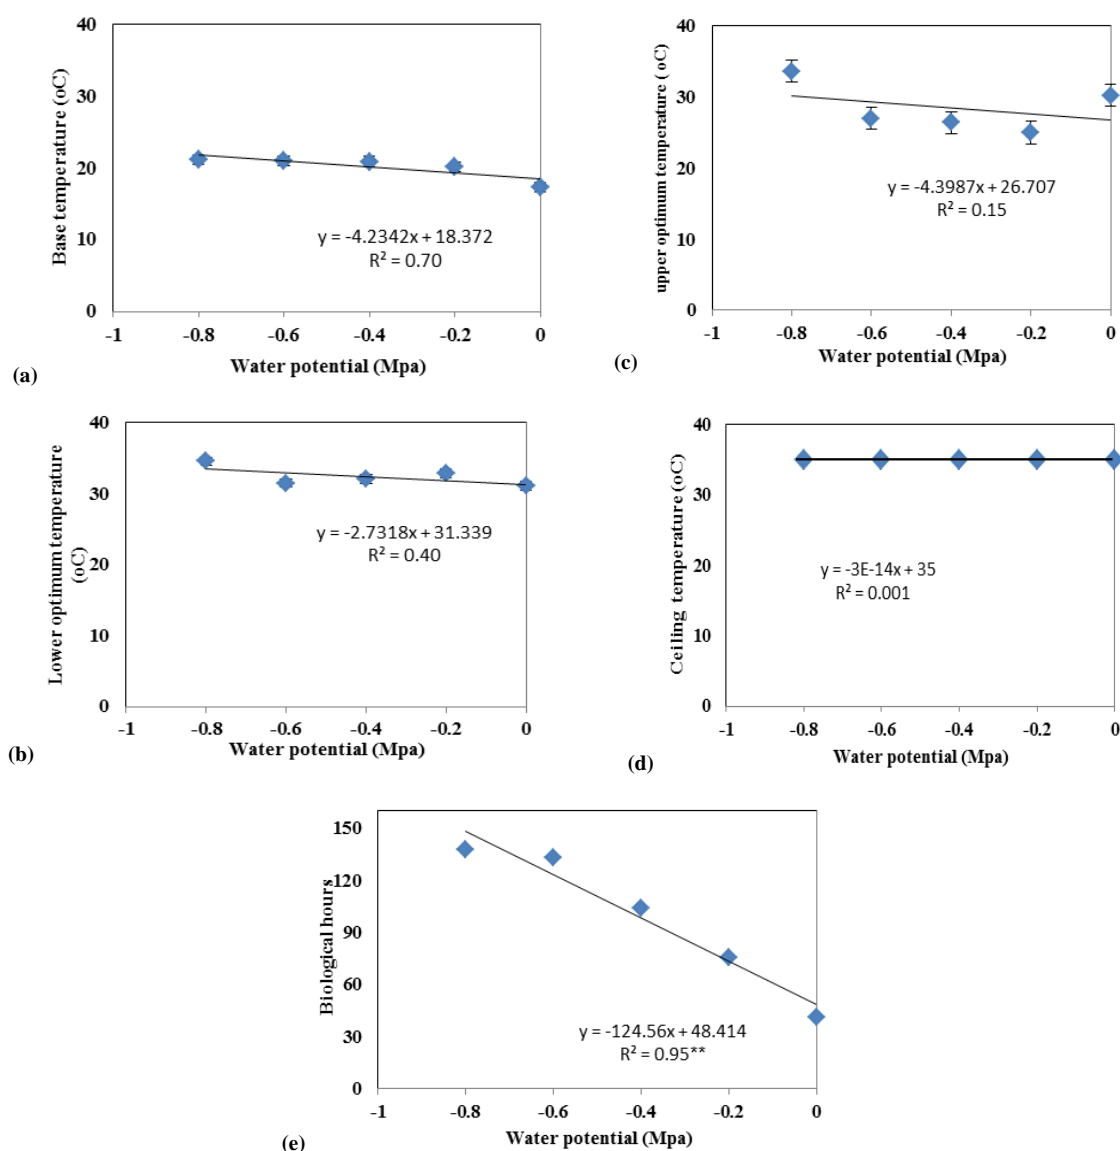 40
30
20
10
0
Base temperature (oC)
y = -4.2342x + 18.372
R² = 0.70
-1 -0.8 -0.6 -0.4 -0.2 0
Water potential (Mpa)
(a)
40
30
20
10
0
upper optimum temperature ( oC)
y = -4.3987x + 26.707
R² = 0.15
-1 -0.8 -0.6 -0.4 -0.2 0
Water potential (Mpa)
(c)
40
30
20
10
0
Lower optimum temperature
(oC)
y = -2.7318x + 31.339
R² = 0.40
-1 -0.8 -0.6 -0.4 -0.2 0
Water potential (Mpa)
(b)
40
30
20
10
0
Ceiling temperature (oC)
y = -3E-14x + 35
R² = 0.001
-1 -0.8 -0.6 -0.4 -0.2 0
Water potential (Mpa)
(d)
150
120
90
60
30
0
Biological hours
y = -124.56x + 48.414
R² = 0.95**
-1 -0.8 -0.6 -0.4 -0.2 0
Water potential (Mpa)
(e)